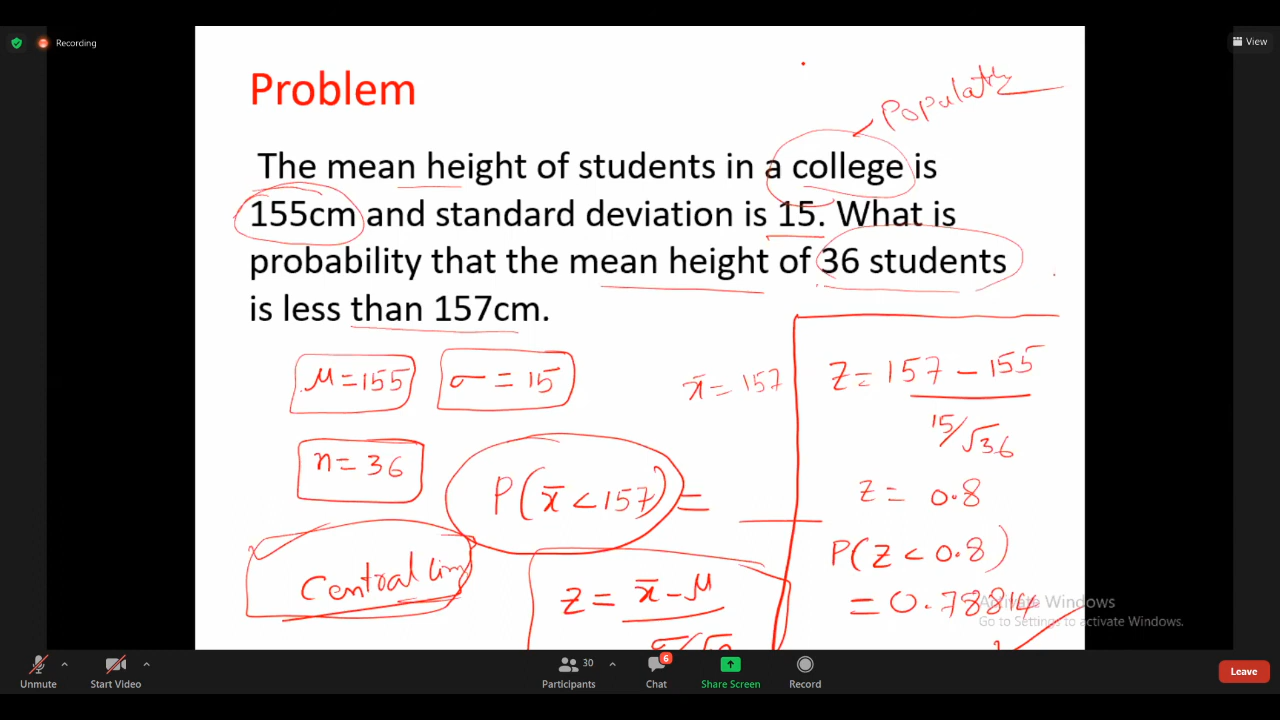 Recording
View
Problem
Population
The mean height of students in a college is
155cm and standard deviation is 15. What is
probability that the mean height of 36 students
is less than 157cm.
μ=155
σ = 15
x̄ = 157
n = 36
P(x̄ < 157) =
Central Lim
z = x̄ - μ
σ/√n
z = 157 - 155
15/√36
z = 0.8
P(z < 0.8)
= 0.78814
Activate Windows
Go to Settings to activate Windows.
Unmute
Start Video
30
Participants
6
Chat
Share Screen
Record
Leave